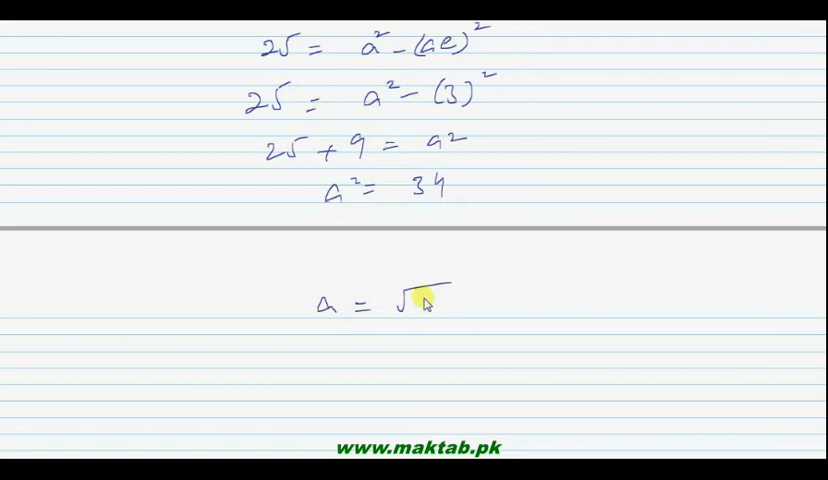 25 = a² - (ae)²
25 = a² - (3)²
25 + 9 = a²
a² = 34
a = √
www.maktab.pk